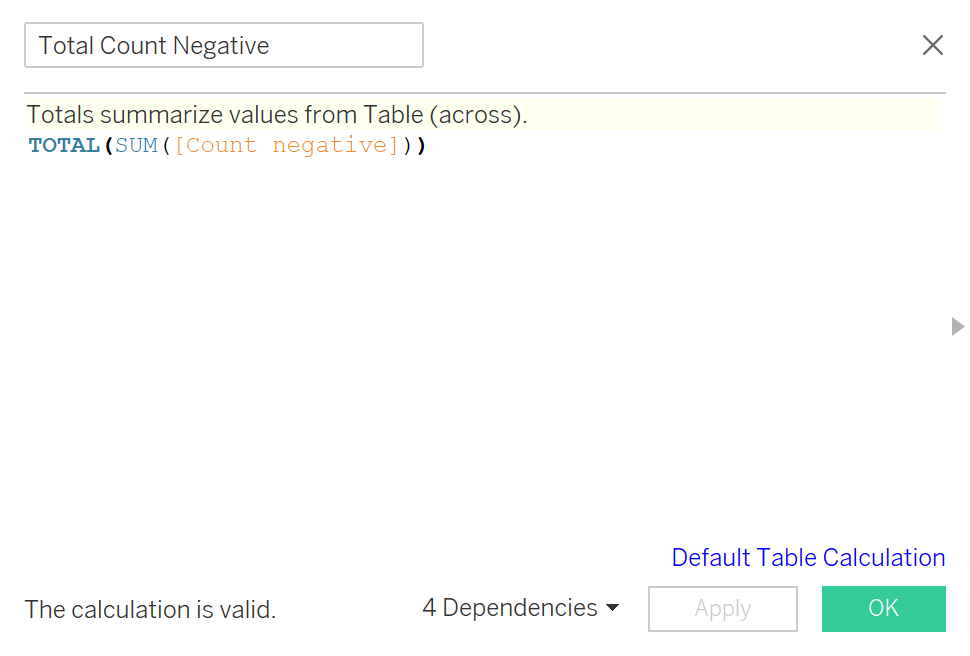 Total Count Negative
Totals summarize values from Table (across).
TOTAL(SUM([Count negative]))
Default Table Calculation
The calculation is valid.
4 Dependencies
Apply
OK